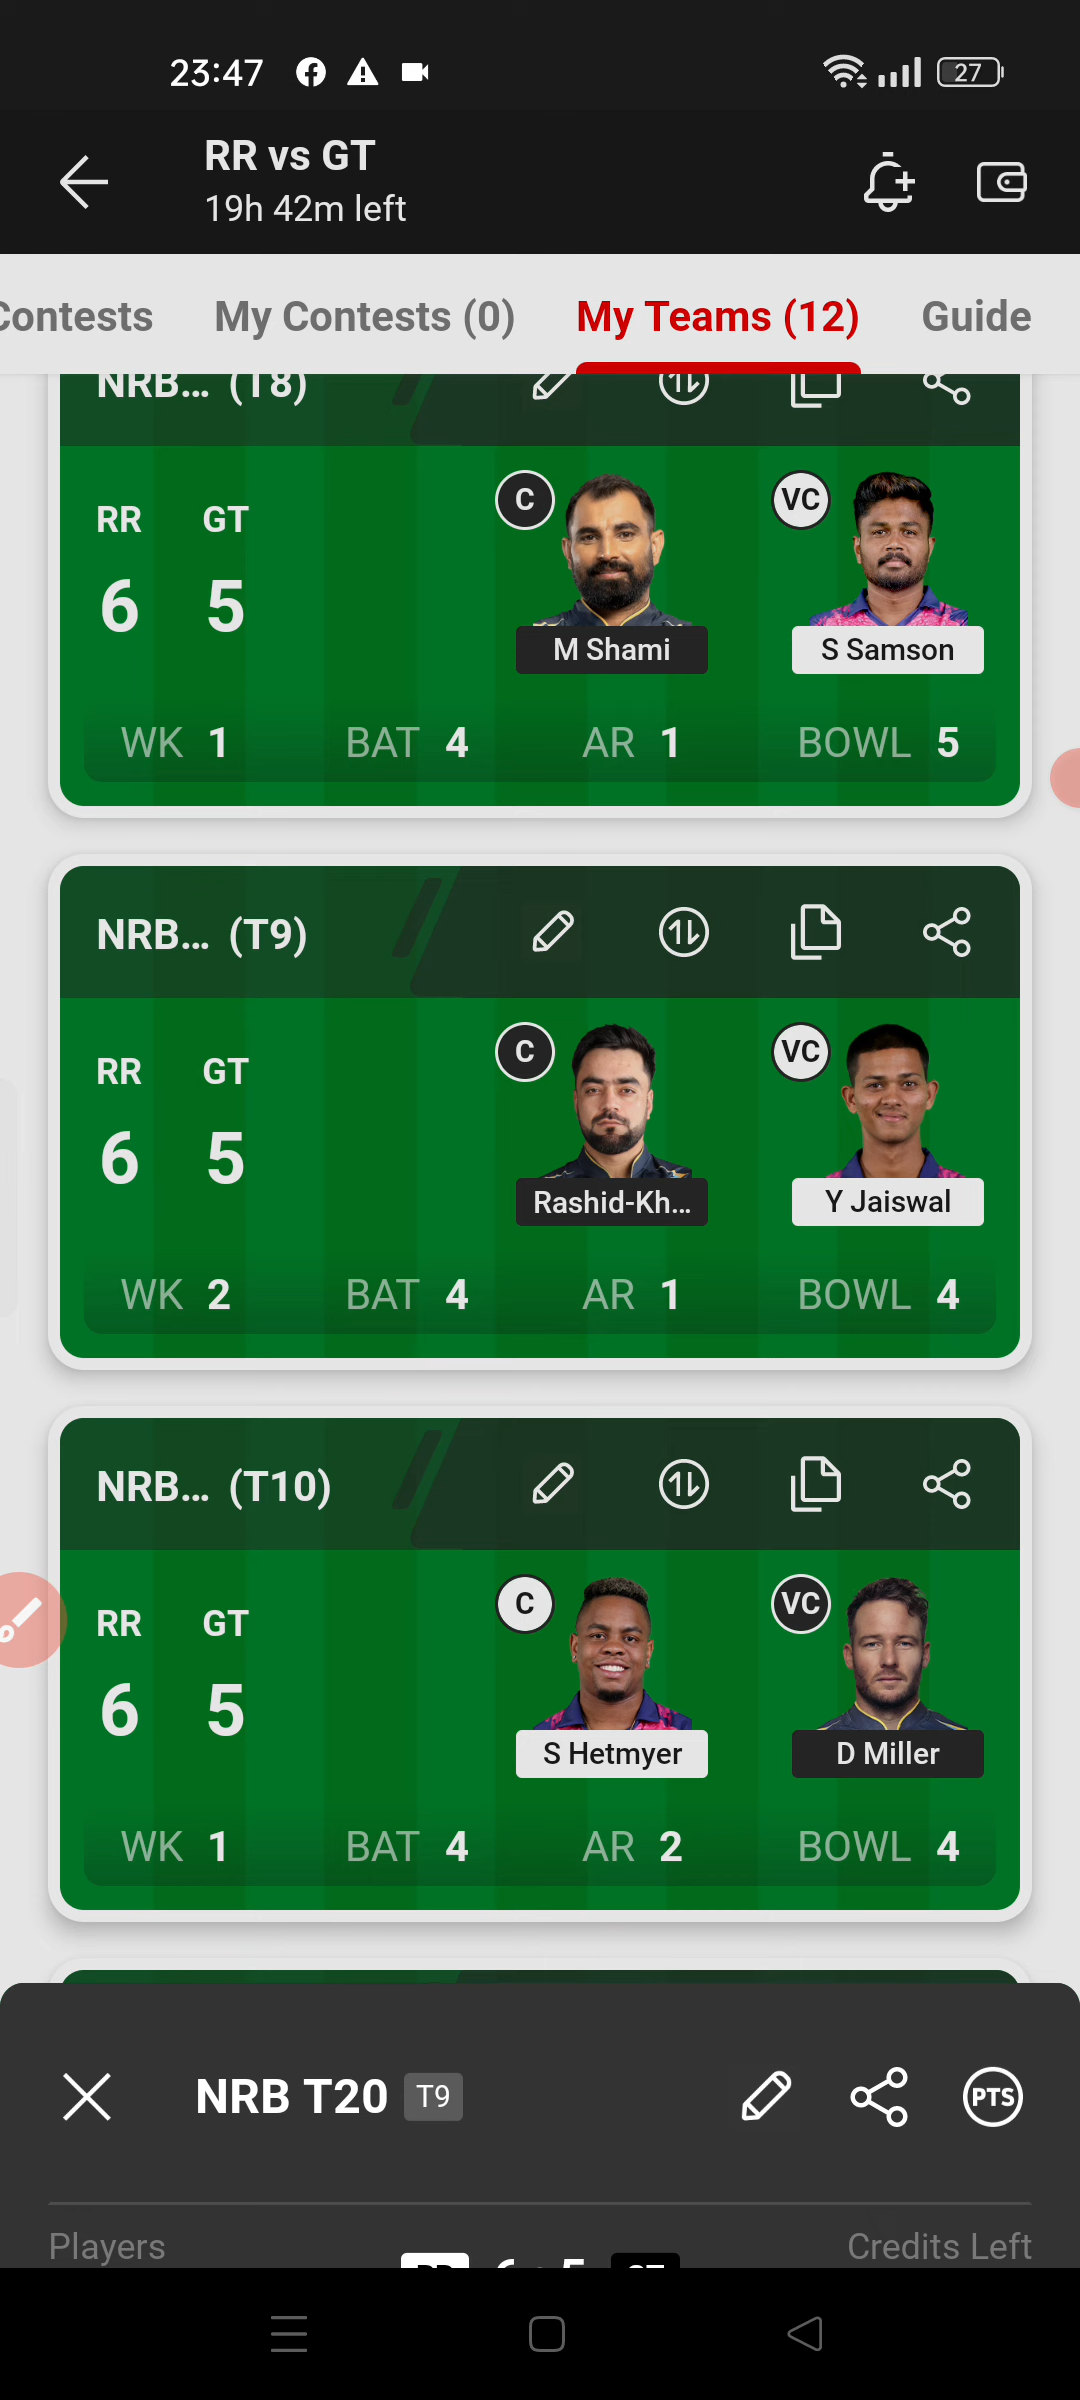 23:47
27
RR vs GT
19h 42m left
Contests
My Contests (0)
My Teams (12)
Guide
NRB... (T8)
RR GT
6 5
C
VC
M Shami
S Samson
WK 1 BAT 4 AR 1 BOWL 5
NRB... (T9)
RR GT
6 5
C
VC
Rashid-Kh...
Y Jaiswal
WK 2 BAT 4 AR 1 BOWL 4
NRB... (T10)
RR GT
6 5
C
VC
S Hetmyer
D Miller
WK 1 BAT 4 AR 2 BOWL 4
NRB T20 T9
PTS
Players
Credits Left